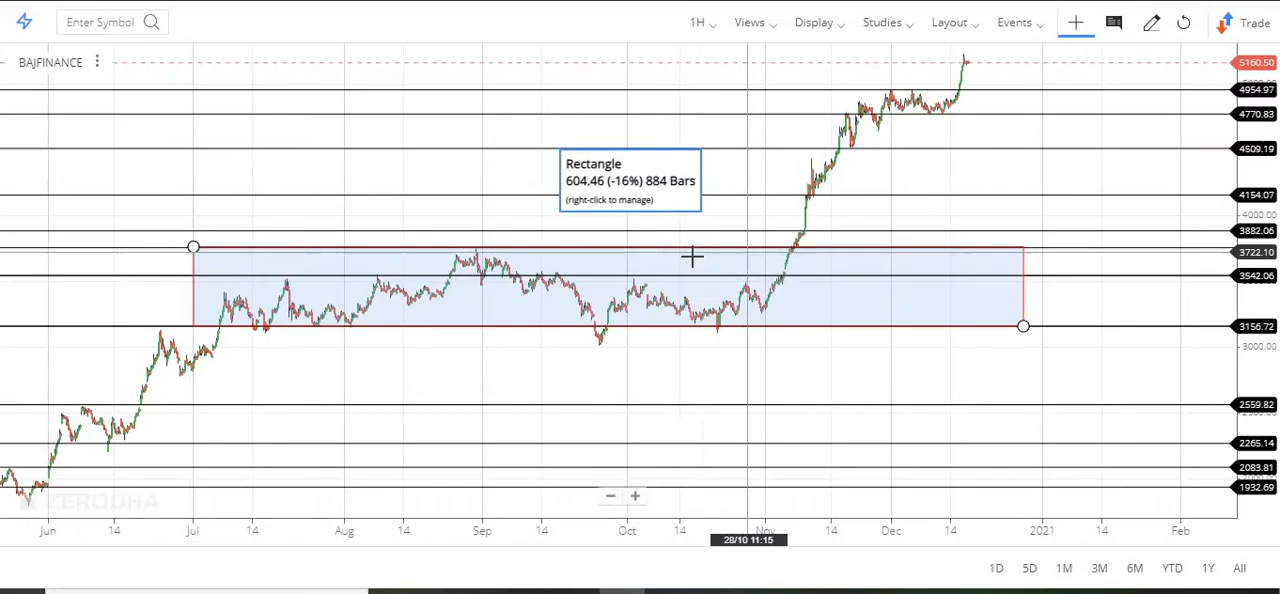 Enter Symbol 1H Views Display Studies Layout Events Trade
BAJFINANCE
5160.50
4954.97
4770.83
4509.19
4154.07
4000.00
3882.06
3722.10
3542.06
3156.72
3000.00
2559.82
2265.14
2083.81
1932.69
Rectangle
604.46 (-16%) 884 Bars
(right-click to manage)
ZERODHA
Jun 14 Jul 14 Aug 14 Sep 14 Oct 14 Nov 14 Dec 14 2021 14 Feb
28/10 11:15
1D 5D 1M 3M 6M YTD 1Y All